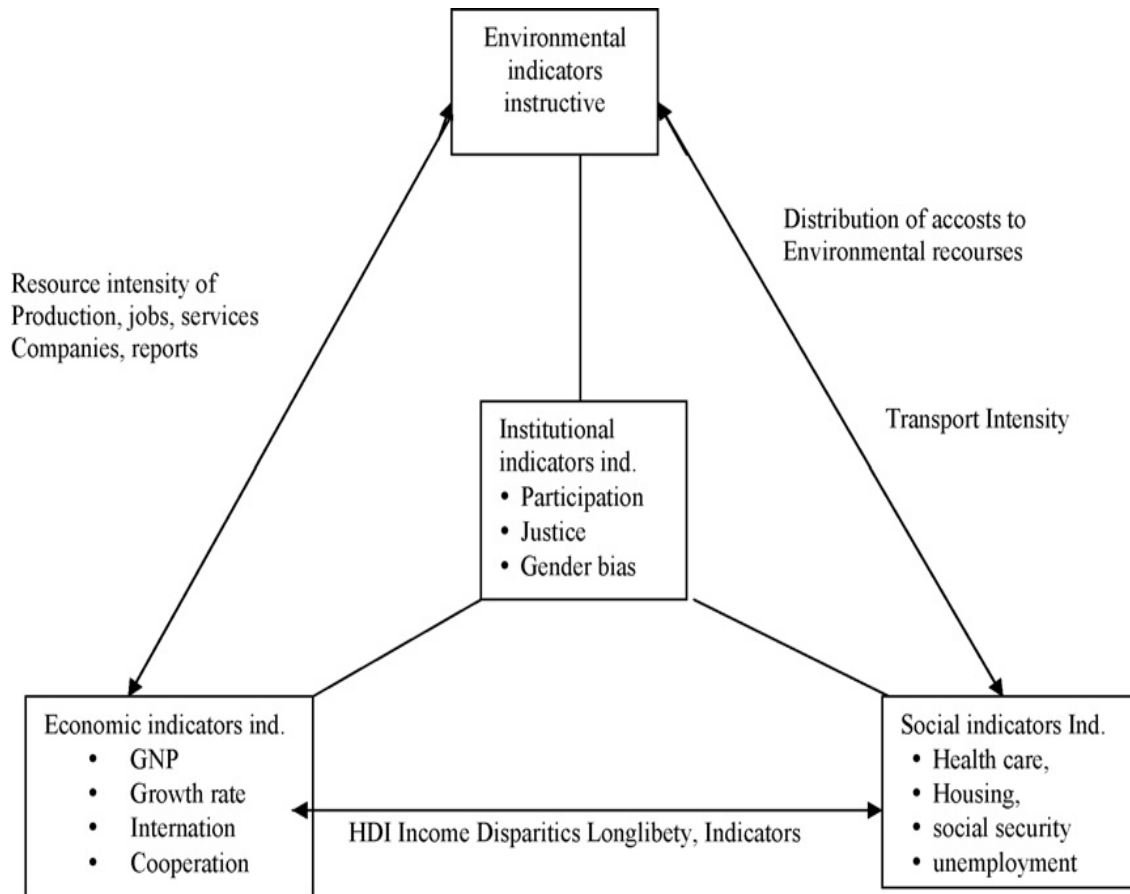 Environmental
indicators
instructive
Distribution of accosts to
Environmental recourses
Resource intensity of
Production, jobs, services
Companies, reports
Transport Intensity
Institutional
indicators ind.
• Participation
• Justice
• Gender bias
Economic indicators ind.
• GNP
• Growth rate
• Internation
• Cooperation
Social indicators Ind.
• Health care,
• Housing,
• social security
• unemployment
HDI Income Disparitics Longlibety, Indicators